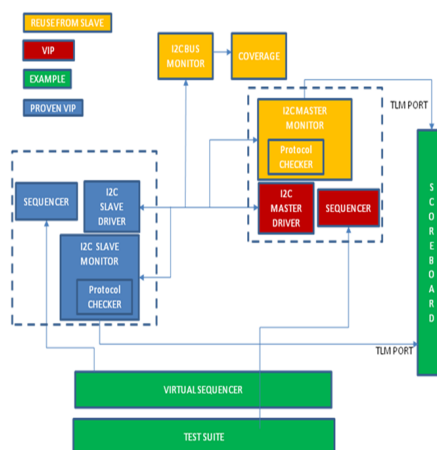 REUSE FROM SLAVE
VIP
EXAMPLE
PROVEN VIP
I2C BUS
MONITOR
COVERAGE
I2C MASTER
MONITOR
Protocol
CHECKER
TLM PORT
I2C
MASTER
DRIVER
SEQUENCER
SEQUENCER
I2C
SLAVE
DRIVER
I2C SLAVE
MONITOR
Protocol
CHECKER
SCOREBOARD
TLM PORT
VIRTUAL SEQUENCER
TEST SUITE